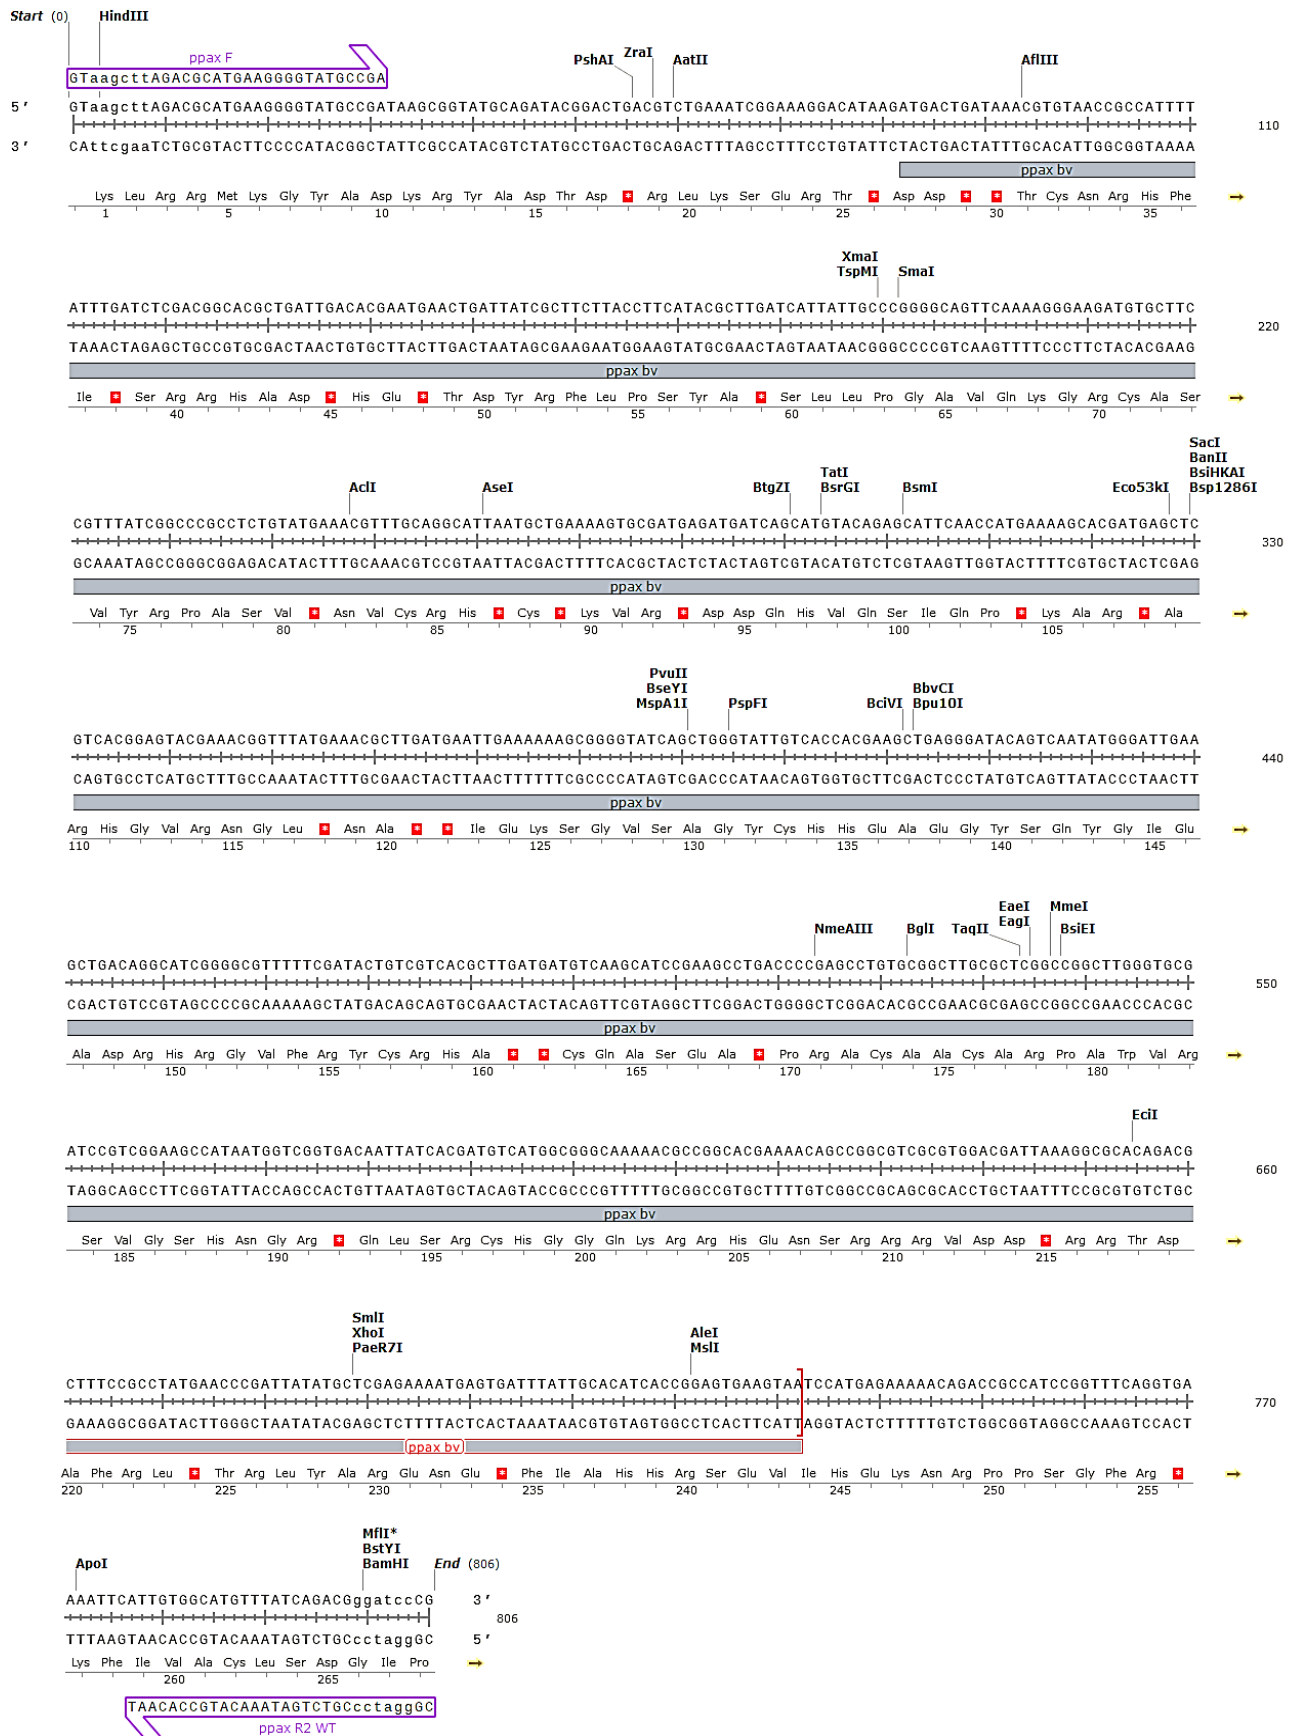 Start (0) HindIII
ppax F
GTaagcttAGACGCATGAAGGGGTATGCCGA
PshAI ZraI AatII AflIII
5' GTaagcttAGACGCATGAAGGGGTATGCCGATAAGCGGTATGCAGATACGGACTGACGTCTGAAATCGGAAAGGACATAAGATGACTGATAAACGTGTAACCGCCATTTT
110
3' CAttcgaaTCTGCGTACTTCCCCATACGGCTATTCGCCATACGTCTATGCCTGACTGCAGACTTTAGCCTTTCCTGTATTCTACTGACTATTTGCACATTGGCGGTAAAA
ppax bv
Lys Leu Arg Arg Met Lys Gly Tyr Ala Asp Lys Arg Tyr Ala Asp Thr Asp * Arg Leu Lys Ser Glu Arg Thr * Asp Asp * * Thr Cys Asn Arg His Phe
1 5 10 15 20 25 30 35
XmaI
TspMI SmaI
ATTTGATCTCGACGGCACGCTGATTGACACGAATGAACTGATTATCGCTTCTTACCTTCATACGCTTGATCATTATTGCCCGGGGCAGTTCAAAAGGGAAGATGTGCTTC
220
TAAACTAGAGCTGCCGTGCGACTAACTGTGCTTACTTGACTAATAGCGAAGAATGGAAGTATGCGAACTAGTAATAACGGGCCCCGTCAAGTTTTCCCTTCTACACGAAG
ppax bv
Ile * Ser Arg Arg His Ala Asp * His Glu * Thr Asp Tyr Arg Phe Leu Pro Ser Tyr Ala * Ser Leu Leu Pro Gly Ala Val Gln Lys Gly Arg Cys Ala Ser
40 45 50 55 60 65 70
SacI
BanII
TatI BsiHKAI
AclI AseI BtgZI BsrGI BsmI Eco53kI Bsp1286I
CGTTTATCGGCCCGCCTCTGTATGAAACGTTTGCAGGCATTAATGCTGAAAAGTGCGATGAGATGATCAGCATGTACAGAGCATTCAACCATGAAAAGCACGATGAGCTC
330
GCAAATAGCCGGGCGGAGACATACTTTGCAAACGTCCGTAATTACGACTTTTCACGCTACTCTACTAGTCGTACATGTCTCGTAAGTTGGTACTTTTCGTGCTACTCGAG
ppax bv
Val Tyr Arg Pro Ala Ser Val * Asn Val Cys Arg His * Cys * Lys Val Arg * Asp Asp Gln His Val Gln Ser Ile Gln Pro * Lys Ala Arg * Ala
75 80 85 90 95 100 105
PvuII
BseYI BbvCI
MspA1I PspFI BciVI Bpu10I
GTCACGGAGTACGAAACGGTTTATGAAACGCTTGATGAATTGAAAAAAGCGGGGTATCAGCTGGGTATTGTCACCACGAAGCTGAGGGATACAGTCAATATGGGATTGAA
440
CAGTGCCTCATGCTTTGCCAAATACTTTGCGAACTACTTAACTTTTTTCGCCCCATAGTCGACCCATAACAGTGGTGCTTCGACTCCCTATGTCAGTTATACCCTAACTT
ppax bv
Arg His Gly Val Arg Asn Gly Leu * Asn Ala * * Ile Glu Lys Ser Gly Val Ser Ala Gly Tyr Cys His His Glu Ala Glu Gly Tyr Ser Gln Tyr Gly Ile Glu
110 115 120 125 130 135 140 145
EaeI MmeI
NmeAIII BglI TaqII EagI BsiEI
GCTGACAGGCATCGGGGCGTTTTTCGATACTGTCGTCACGCTTGATGATGTCAAGCATCCGAAGCCTGACCCCGAGCCTGTGCGGCTTGCGCTCGGCCGGCTTGGGTGCG
550
CGACTGTCCGTAGCCCCGCAAAAAGCTATGACAGCAGTGCGAACTACTACAGTTCGTAGGCTTCGGACTGGGGCTCGGACACGCCGAACGCGAGCCGGCCGAACCCACGC
ppax bv
Ala Asp Arg His Arg Gly Val Phe Arg Tyr Cys Arg His Ala * * Cys Gln Ala Ser Glu Ala * Pro Arg Ala Cys Ala Ala Cys Ala Arg Pro Ala Trp Val Arg
150 155 160 165 170 175 180
EciI
ATCCGTCGGAAGCCATAATGGTCGGTGACAATTATCACGATGTCATGGCGGGCAAAAACGCCGGCACGAAAACAGCCGGCGTCGCGTGGACGATTAAAGGCGCACAGACG
660
TAGGCAGCCTTCGGTATTACCAGCCACTGTTAATAGTGCTACAGTACCGCCCGTTTTTGCGGCCGTGCTTTTGTCGGCCGCAGCGCACCTGCTAATTTCCGCGTGTCTGC
ppax bv
Ser Val Gly Ser His Asn Gly Arg * Gln Leu Ser Arg Cys His Gly Gly Gln Lys Arg Arg His Glu Asn Ser Arg Arg Arg Val Asp Asp * Arg Arg Thr Asp
185 190 195 200 205 210 215
SmlI
XhoI AleI
PaeR7I MslI
CTTTCCGCCTATGAACCCGATTATATGCTCGAGAAAATGAGTGATTTATTGCACATCACCGGAGTGAAGTAATCCATGAGAAAAACAGACCGCCATCCGGTTTCAGGTGA
770
GAAAGGCGGATACTTGGGCTAATATACGAGCTCTTTTACTCACTAAATAACGTGTAGTGGCCTCACTTCATTAGGTACTCTTTTTGTCTGGCGGTAGGCCAAAGTCCACT
ppax bv
Ala Phe Arg Leu * Thr Arg Leu Tyr Ala Arg Glu Asn Glu * Phe Ile Ala His His Arg Ser Glu Val Ile His Glu Lys Asn Arg Pro Pro Ser Gly Phe Arg *
220 225 230 235 240 245 250 255
MflI*
BstYI
ApoI BamHI End (806)
AAATTCATTGTGGCATGTTTATCAGACGggatccCG 3'
806
TTTAAGTAACACCGTACAAATAGTCTGCcctaggGC 5'
Lys Phe Ile Val Ala Cys Leu Ser Asp Gly Ile Pro
260 265
TAACACCGTACAAATAGTCTGCcctaggGC
ppax R2 WT